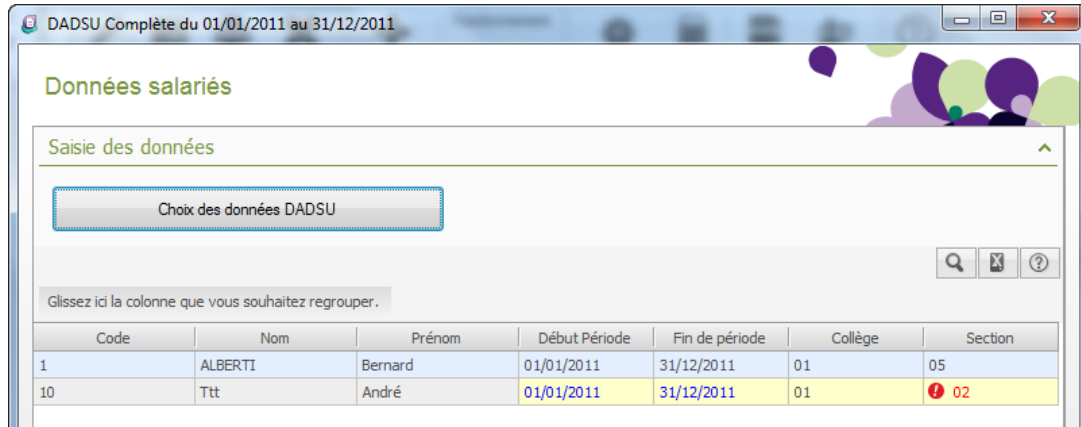 DADSU Complète du 01/01/2011 au 31/12/2011
Données salariés
Saisie des données
Choix des données DADSU
Glissez ici la colonne que vous souhaitez regrouper.
Code Nom Prénom Début Période Fin de période Collège Section
1 ALBERTI Bernard 01/01/2011 31/12/2011 01 05
10 Ttt André 01/01/2011 31/12/2011 01 02